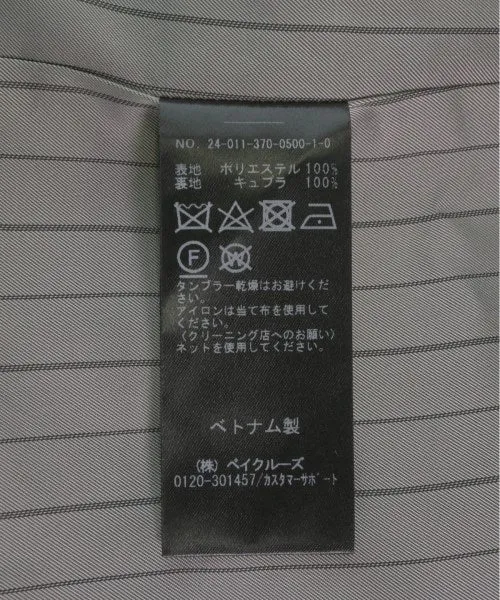 NO. 24-011-370-0500-1-0
表地 ポリエステル 100%
裏地 キュプラ 100%
F W
タンブラー乾燥はお避けくだ
さい。
アイロンは当て布を使用して
ください。
(クリーニング店へのお願い)
ネットを使用してください。
ベトナム製
(株) ベイクルーズ
0120-301457/カスタマーサポート